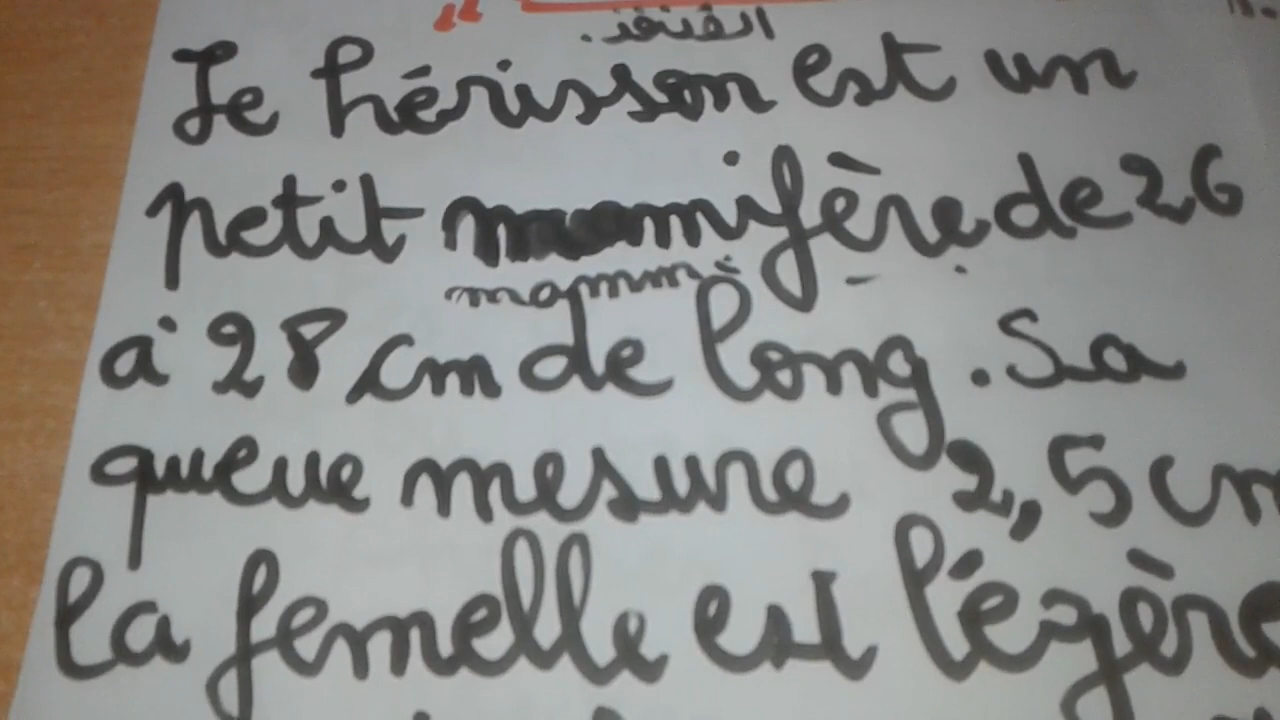 القنفذ.
Le hérisson est un
petit mammifère de 26
mammi
à 28 cm de long. Sa
queue mesure 2,5 cm
la femelle est légère